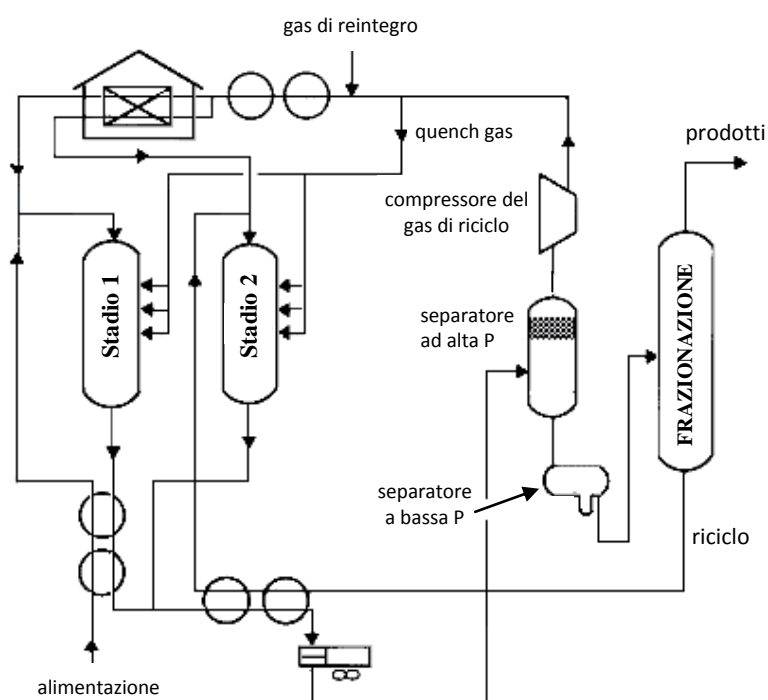 gas di reintegro
quench gas
prodotti
compressore del
gas di riciclo
Stadio 1
Stadio 2
separatore
ad alta P
FRAZIONAZIONE
separatore
a bassa P
riciclo
alimentazione